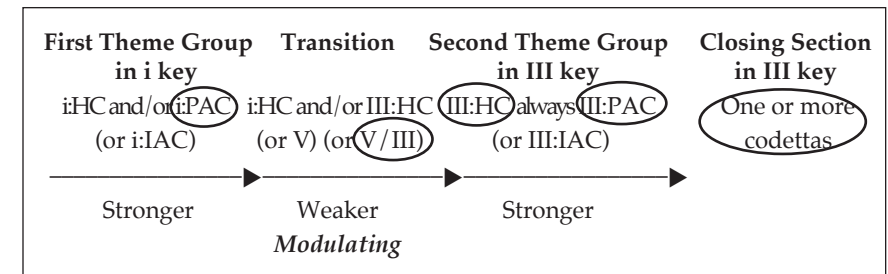 First Theme Group Transition Second Theme Group Closing Section
in i key in III key in III key
i:HC and/or i:PAC i:HC and/or III:HC III:HC always III:PAC One or more
(or i:IAC) (or V) (or V/III) (or III:IAC) codettas
Stronger Weaker Stronger
Modulating